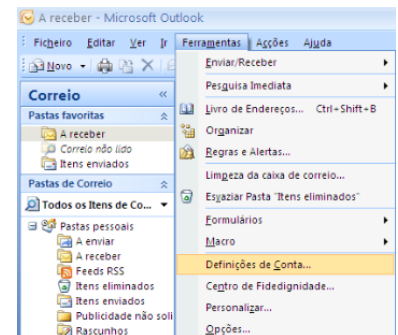 A receber - Microsoft Outlook
Ficheiro Editar Ver Ir Ferramentas Acções Ajuda
Novo
Correio «
Pastas favoritas
A receber
Correio não lido
Itens enviados
Pastas de Correio
Todos os Itens de Co...
Pastas pessoais
A enviar
A receber
Feeds RSS
Itens eliminados
Itens enviados
Publicidade não soli
Rascunhos
Enviar/Receber
Pesquisa Imediata
Livro de Endereços... Ctrl+Shift+B
Organizar
Regras e Alertas...
Limpeza da caixa de correio...
Esvaziar Pasta "Itens eliminados"
Formulários
Macro
Definições de Conta...
Centro de Fidedignidade...
Personalizar...
Opções...